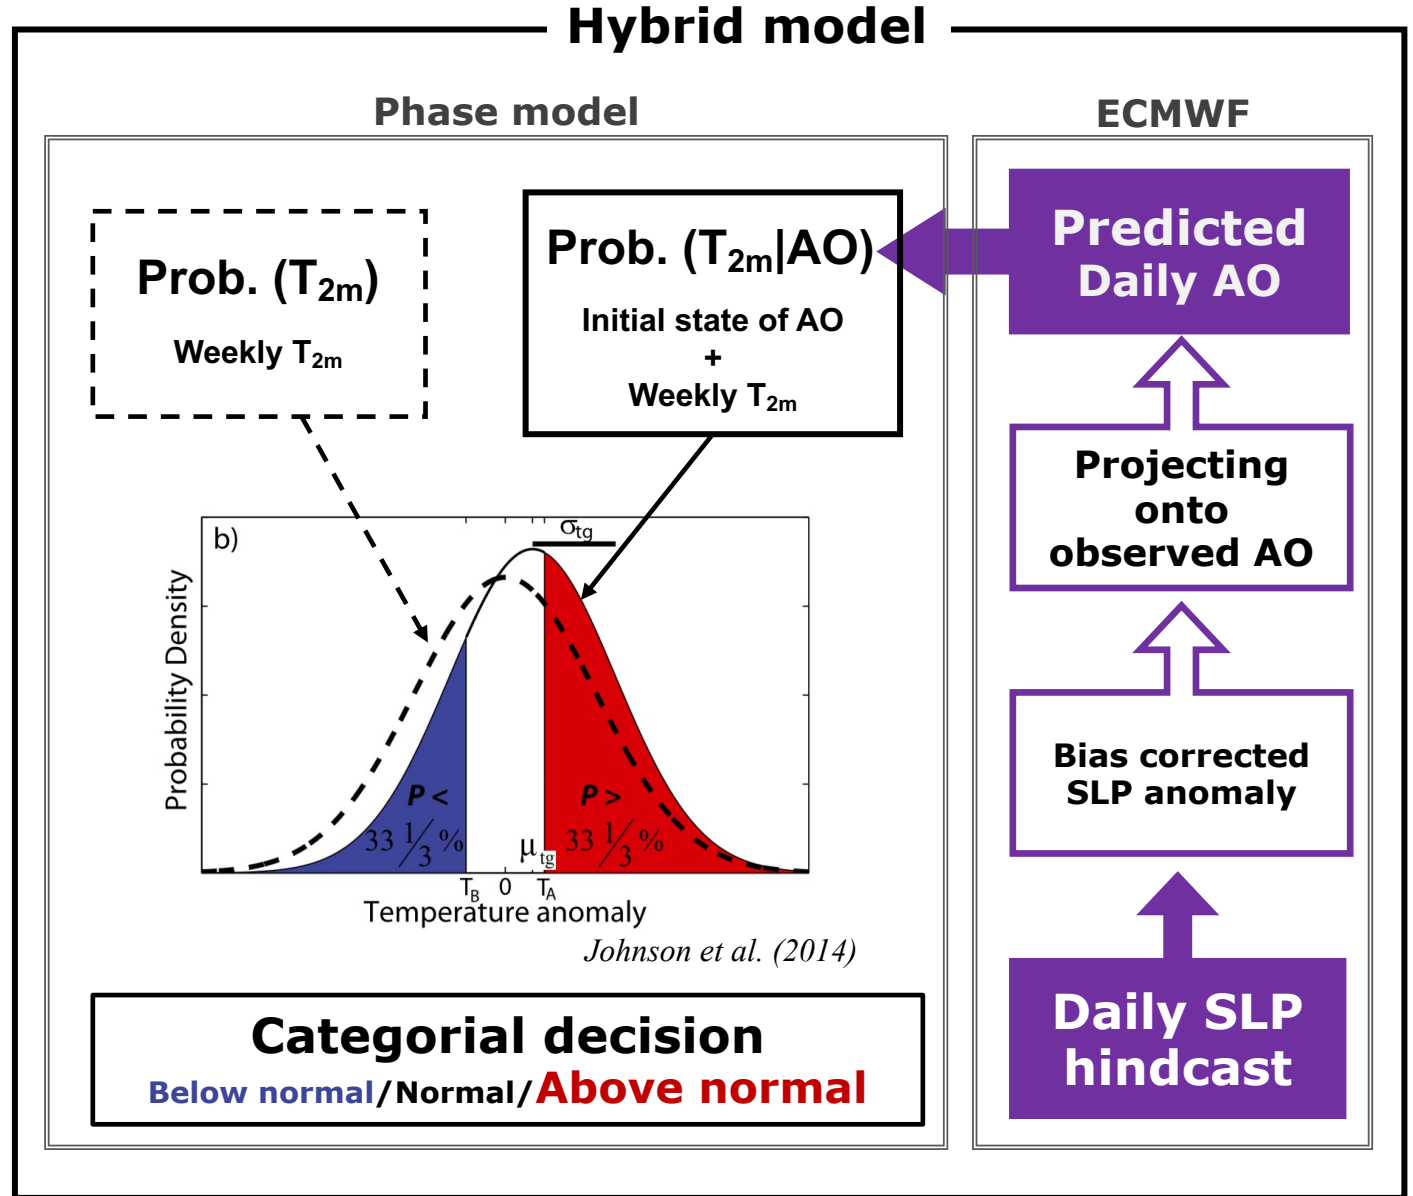 Hybrid model
Phase model
Prob. (T2m)
Weekly T2m
Prob. (T2m|AO)
Initial state of AO
+
Weekly T2m
b)
σtg
Probability Density
P <
33 1/3 %
P >
33 1/3 %
μtg
TB 0 TA
Temperature anomaly
Johnson et al. (2014)
Categorial decision
Below normal/Normal/Above normal
ECMWF
Predicted
Daily AO
Projecting
onto
observed AO
Bias corrected
SLP anomaly
Daily SLP
hindcast